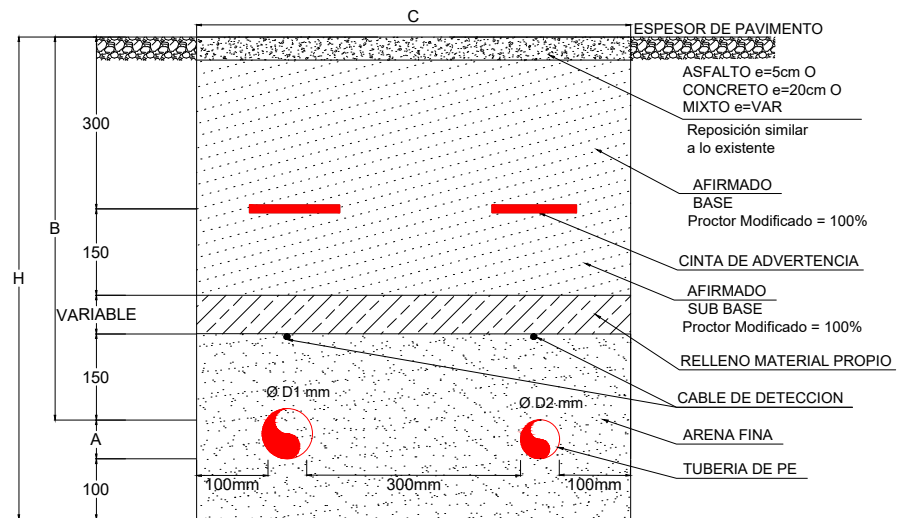 C
ESPESOR DE PAVIMENTO
ASFALTO e=5cm O
CONCRETO e=20cm O
MIXTO e=VAR
Reposición similar
a lo existente
300
AFIRMADO
BASE
Proctor Modificado = 100%
B
150
H
CINTA DE ADVERTENCIA
AFIRMADO
SUB BASE
Proctor Modificado = 100%
VARIABLE
RELLENO MATERIAL PROPIO
150
CABLE DE DETECCION
Ø D1 mm
Ø D2 mm
ARENA FINA
A
TUBERIA DE PE
100
100mm
300mm
100mm